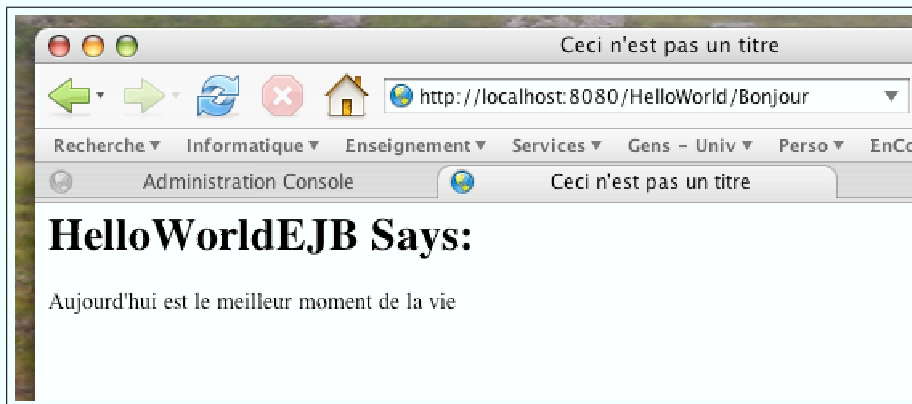 Ceci n'est pas un titre
http://localhost:8080/HelloWorld/Bonjour
Recherche Informatique Enseignement Services Gens - Univ Perso
Administration Console Ceci n'est pas un titre
HelloWorldEJB Says:
Aujourd'hui est le meilleur moment de la vie